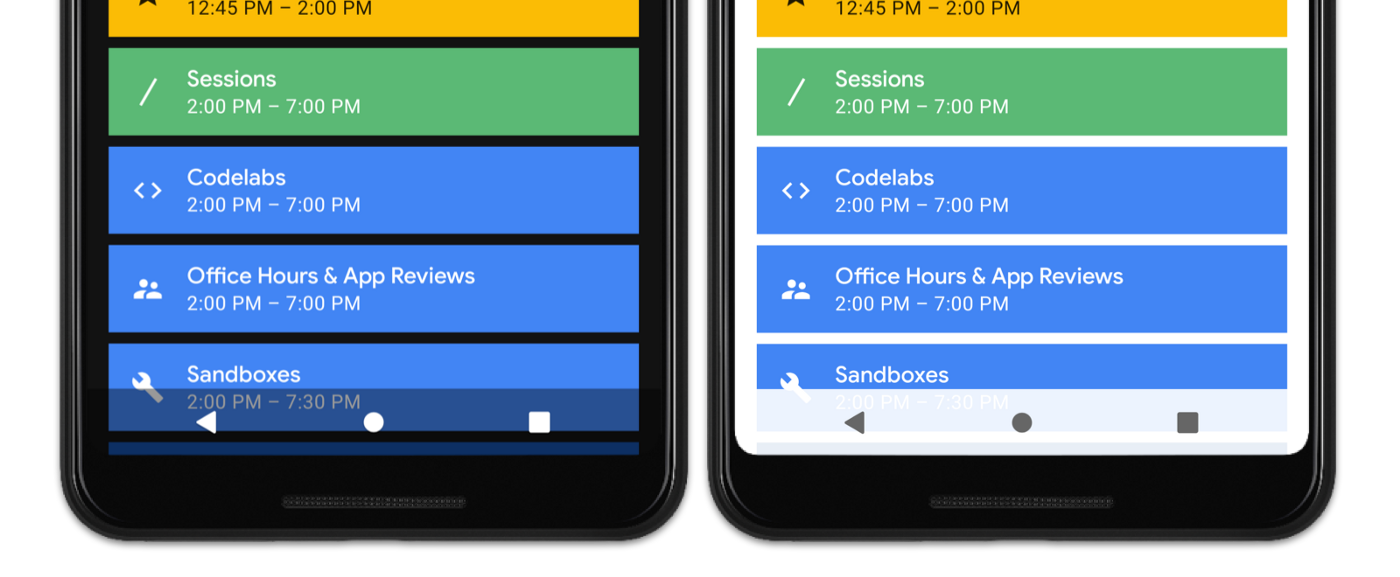 12:45 PM – 2:00 PM
Sessions
2:00 PM – 7:00 PM
Codelabs
2:00 PM – 7:00 PM
Office Hours & App Reviews
2:00 PM – 7:00 PM
Sandboxes
2:00 PM – 7:30 PM
12:45 PM – 2:00 PM
Sessions
2:00 PM – 7:00 PM
Codelabs
2:00 PM – 7:00 PM
Office Hours & App Reviews
2:00 PM – 7:00 PM
Sandboxes
2:00 PM – 7:30 PM